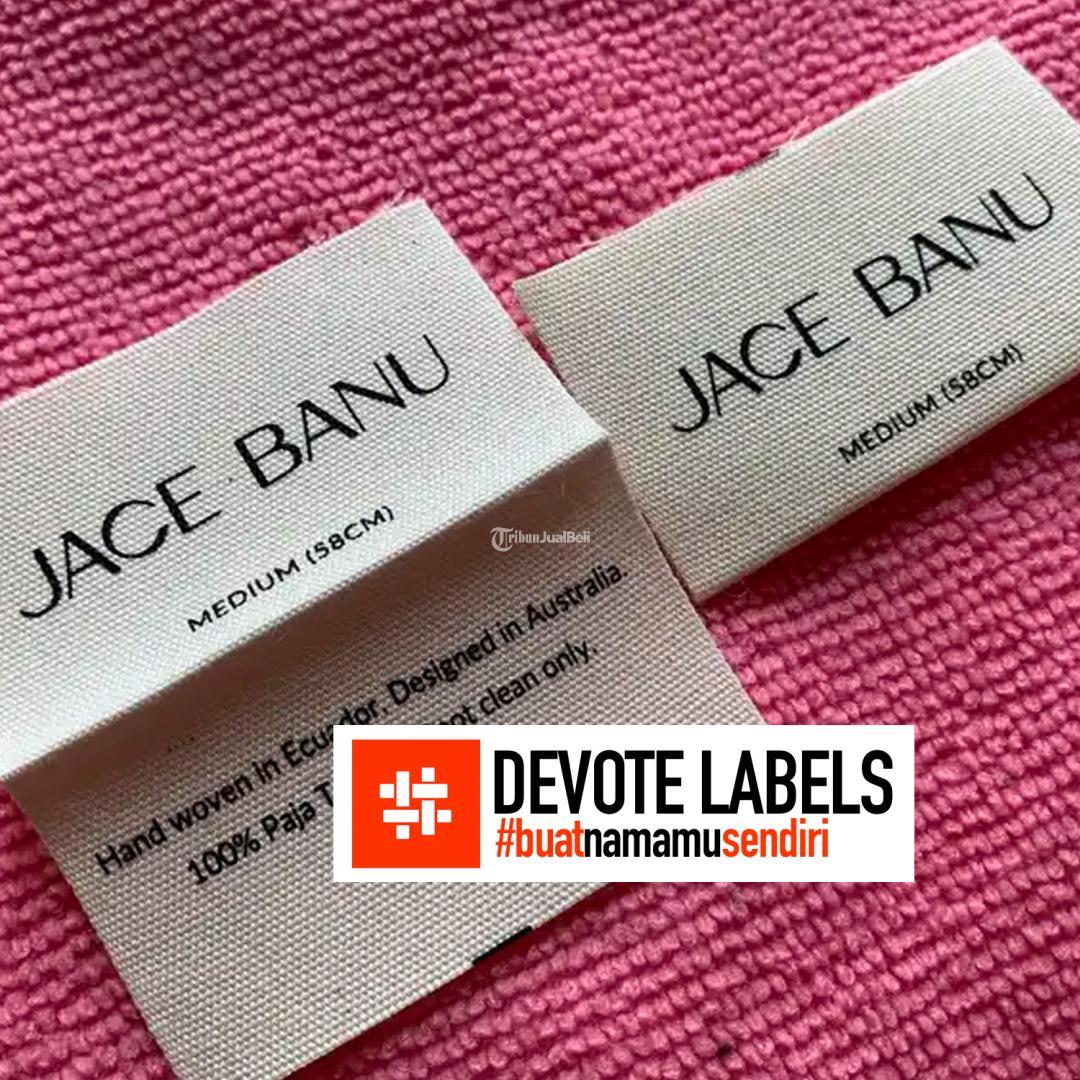 JACE BANU
MEDIUM (58CM)
JACE · BANU
MEDIUM (58CM)
Hand woven in Ecuador. Designed in Australia.
100% Paja clean only.
TribunJualBeli
DEVOTE LABELS
#buatnamamusendiri